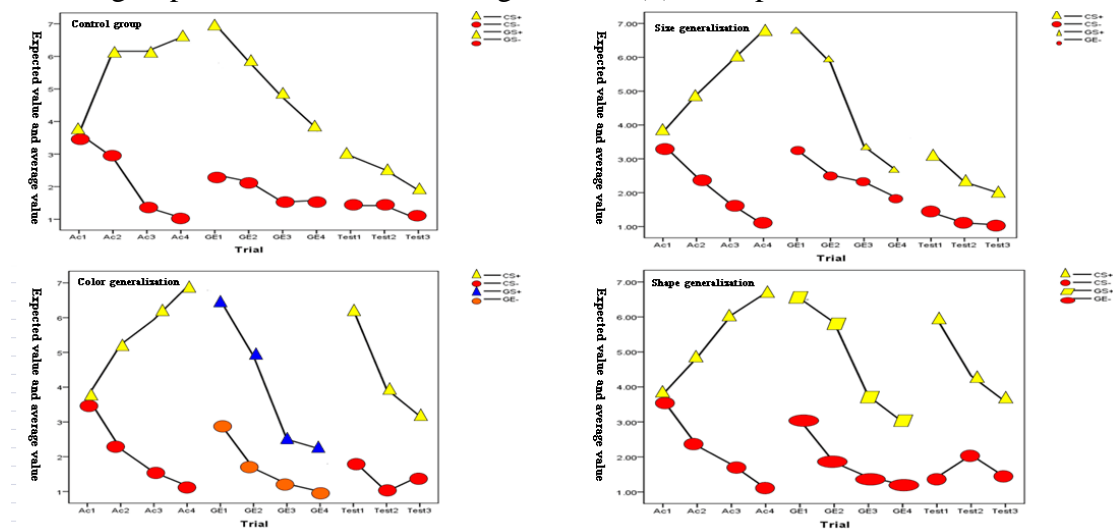 Control group
CS+
CS-
GS+
GS-
Expected value and average value
7
6
5
4
3
2
1
Ac1 Ac2 Ac3 Ac4 GE1 GE2 GE3 GE4 Test1 Test2 Test3
Trial
Size generalization
CS+
CS-
GS+
GE-
Expected value and average value
7.00
6.00
5.00
4.00
3.00
2.00
1.00
Ac1 Ac2 Ac3 Ac4 GE1 GE2 GE3 GE4 Test1 Test2 Test3
Trial
Color generalization
CS+
CS-
GS+
GE-
Expected value and average value
7
6
5
4
3
2
1
Ac1 Ac2 Ac3 Ac4 GE1 GE2 GE3 GE4 Test1 Test2 Test3
Trial
Shape generalization
CS+
CS-
GS+
GE-
Expected value and average value
7.00
6.00
5.00
4.00
3.00
2.00
1.00
Ac1 Ac2 Ac3 Ac4 GE1 GE2 GE3 GE4 Test1 Test2 Test3
Trial